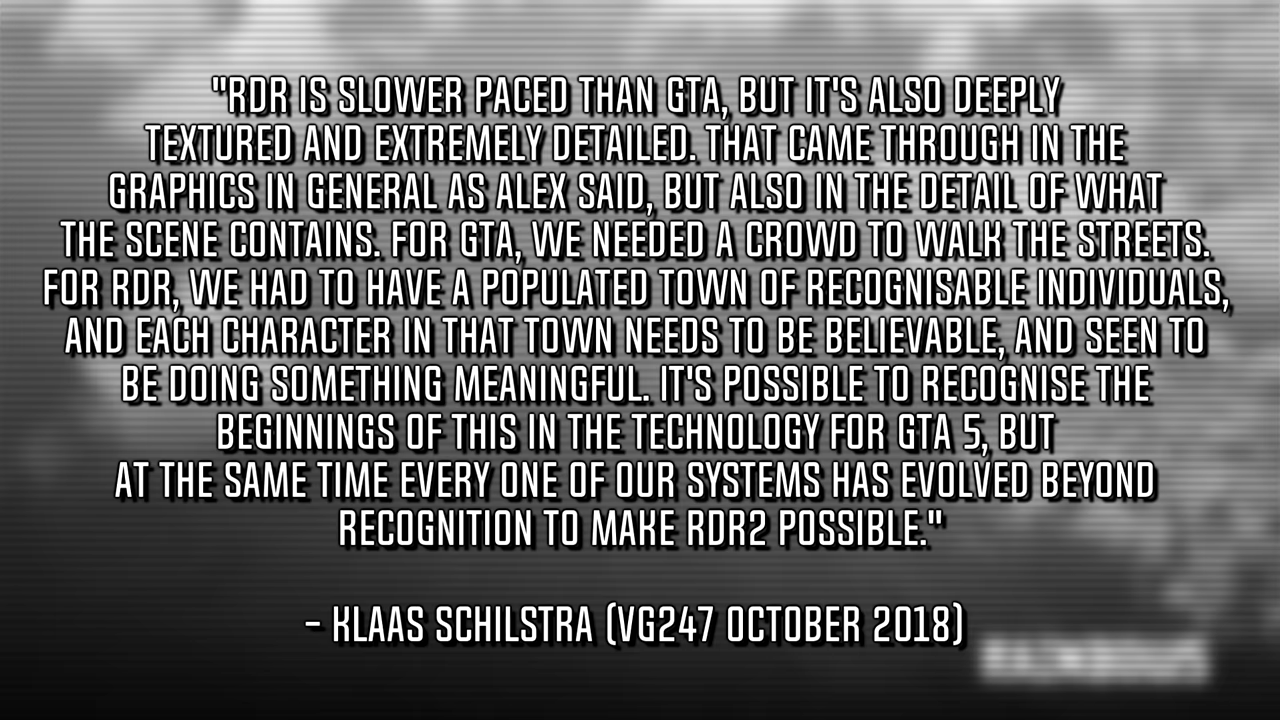 "RDR IS SLOWER PACED THAN GTA, BUT IT'S ALSO DEEPLY
TEXTURED AND EXTREMELY DETAILED. THAT CAME THROUGH IN THE
GRAPHICS IN GENERAL AS ALEX SAID, BUT ALSO IN THE DETAIL OF WHAT
THE SCENE CONTAINS. FOR GTA, WE NEEDED A CROWD TO WALK THE STREETS.
FOR RDR, WE HAD TO HAVE A POPULATED TOWN OF RECOGNISABLE INDIVIDUALS,
AND EACH CHARACTER IN THAT TOWN NEEDS TO BE BELIEVABLE, AND SEEN TO
BE DOING SOMETHING MEANINGFUL. IT'S POSSIBLE TO RECOGNISE THE
BEGINNINGS OF THIS IN THE TECHNOLOGY FOR GTA 5, BUT
AT THE SAME TIME EVERY ONE OF OUR SYSTEMS HAS EVOLVED BEYOND
RECOGNITION TO MAKE RDR2 POSSIBLE."
- KLAAS SCHILSTRA (VG247 OCTOBER 2018)